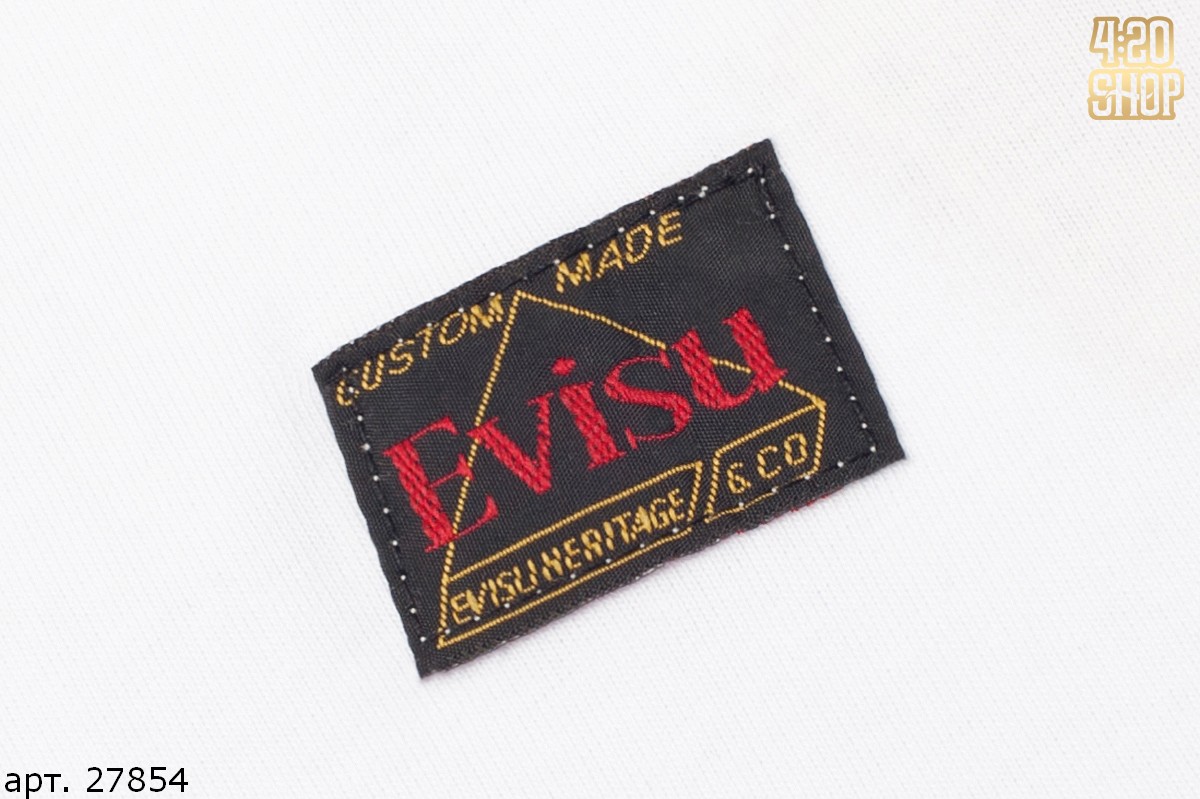 4:20
SHOP
CUSTOM MADE
Evisu
EVISU HERITAGE & CO
арт. 27854